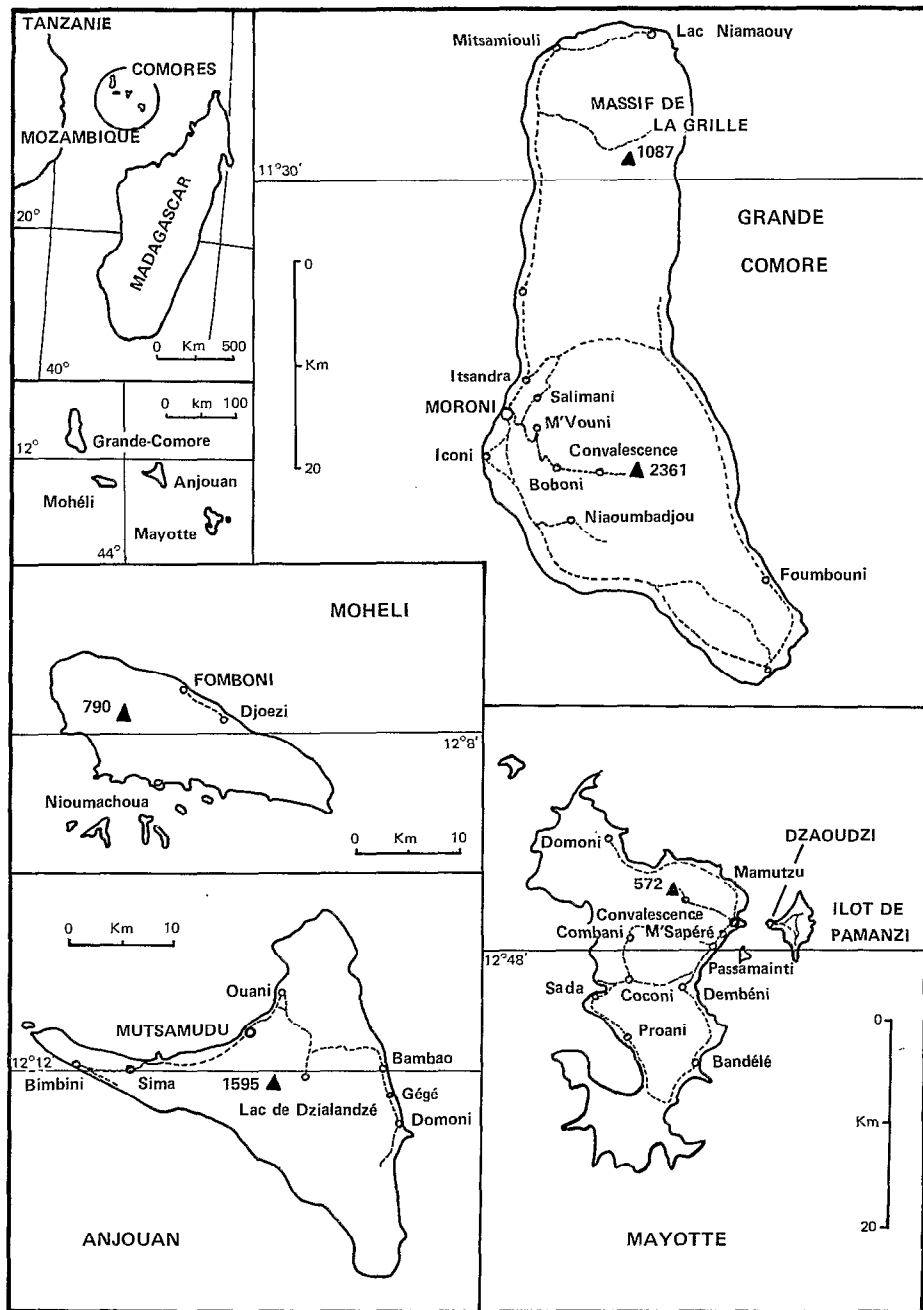 TANZANIE
COMORES
MOZAMBIQUE
20°
MADAGASCAR
0 Km 500
40°
0 km 100
Grande-Comore
12°
Mohéli
Anjouan
Mayotte
44°
Mitsamiouli
Lac Niamaouy
MASSIF DE
LA GRILLE
1087
11°30'
GRANDE
COMORE
0
Km
20
Itsandra
Salimani
MORONI
M'Vouni
Iconi
Convalescence
2361
Boboni
Niaoumbadjou
Foumbouni
MOHELI
FOMBONI
790
Djoezi
12°8'
Nioumachoua
0 Km 10
0 Km 10
Ouani
MUTSAMUDU
12°12'
Bimbini
Sima
1595
Lac de Dzialandzé
Bambao
Gégé
Domoni
ANJOUAN
Domoni
DZAOUDZI
Mamutzu
572
Convalescence
ILOT DE
PAMANZI
Combani
M'Sapéré
12°48'
Passamainti
Sada
Coconi
Dembéni
Proani
Bandélé
0
Km
20
MAYOTTE